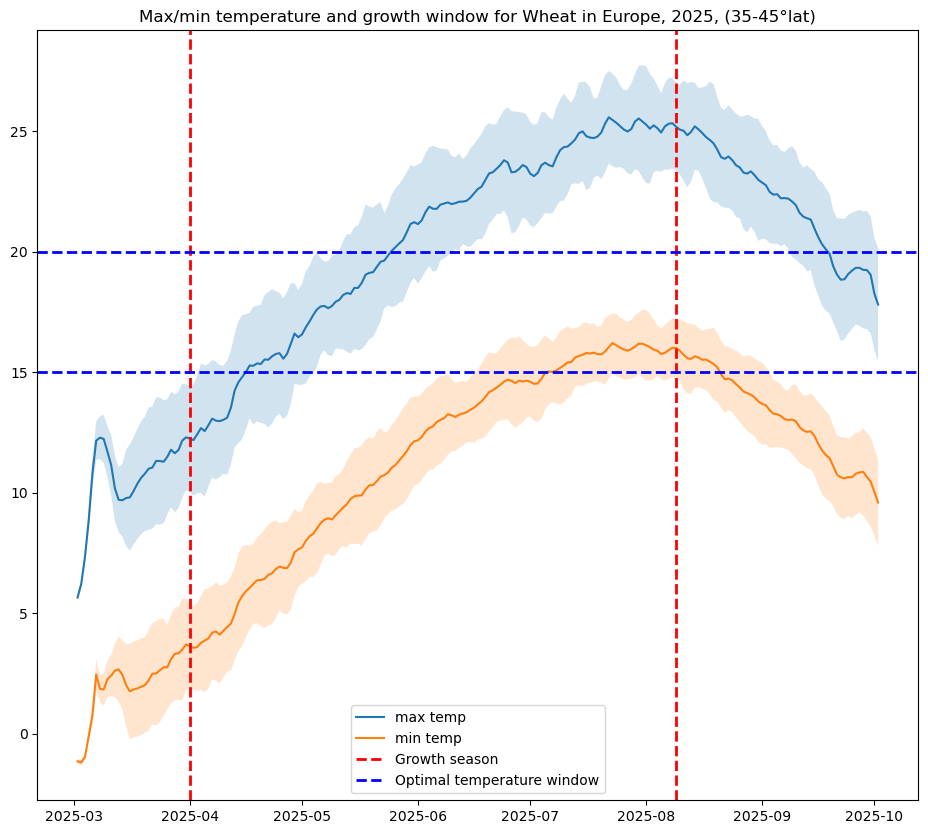 Max/min temperature and growth window for Wheat in Europe, 2025, (35-45°lat)
25
20
15
10
5
0
max temp
min temp
Growth season
Optimal temperature window
2025-03 2025-04 2025-05 2025-06 2025-07 2025-08 2025-09 2025-10